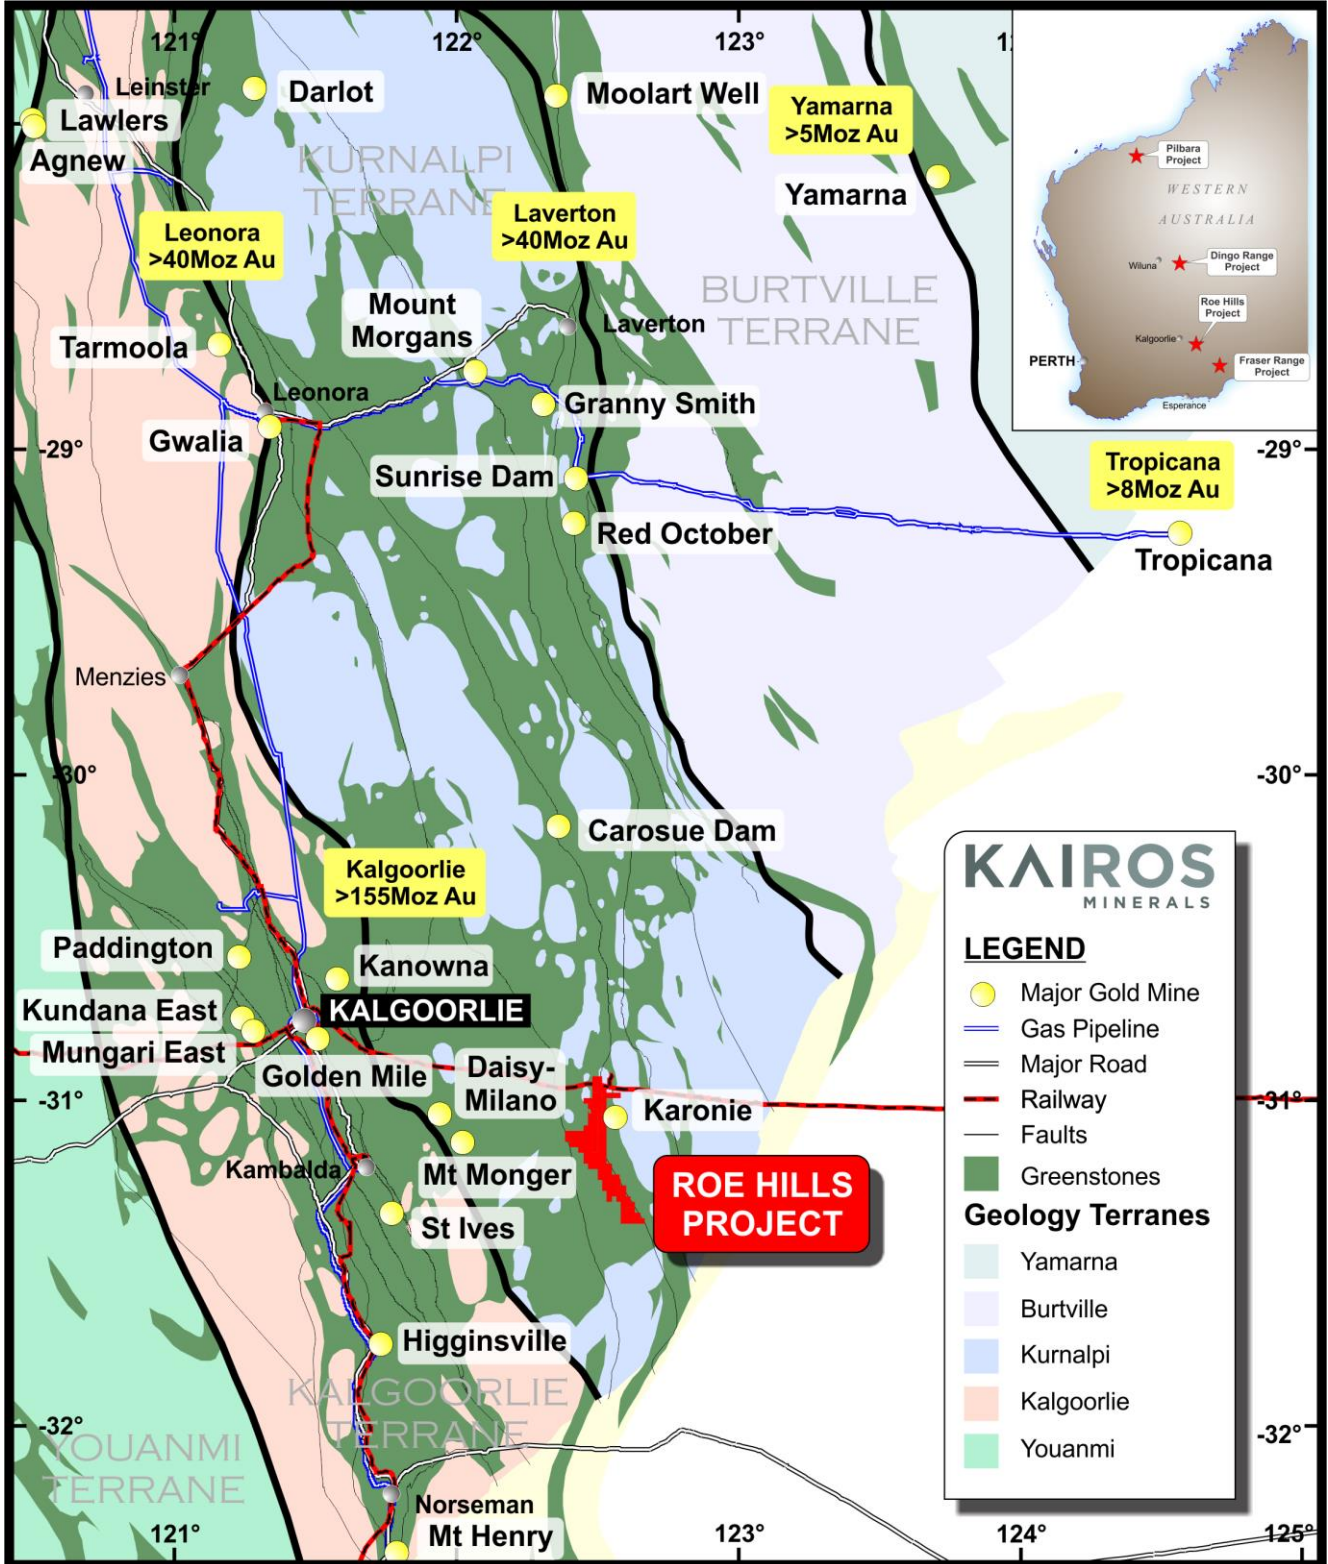 121°
122°
123°
1
Leinster
Darlot
Moolart Well
Lawlers
Agnew
Yamarna
>5Moz Au
Yamarna
KURNALPI
TERRANE
Leonora
>40Moz Au
Laverton
>40Moz Au
BURTVILLE
TERRANE
Mount
Morgans
Laverton
Tarmoola
Leonora
Granny Smith
Gwalia
-29°
-29°
Sunrise Dam
Tropicana
>8Moz Au
Red October
Tropicana
Menzies
-30°
-30°
Carosue Dam
Kalgoorlie
>155Moz Au
Paddington
Kanowna
Kundana East
KALGOORLIE
Mungari East
Golden Mile
Daisy-
Milano
-31°
-31°
Karonie
Kambalda
Mt Monger
ROE HILLS
PROJECT
St Ives
Higginsville
KALGOORLIE
TERRANE
-32°
-32°
YOUANMI
TERRANE
Norseman
Mt Henry
121°
123°
124°
125°
Pilbara
Project
WESTERN
AUSTRALIA
Wiluna
Dingo Range
Project
Roe Hills
Project
Kalgoorlie
PERTH
Fraser Range
Project
Esperance
KAIROS
MINERALS
LEGEND
Major Gold Mine
Gas Pipeline
Major Road
Railway
Faults
Greenstones
Geology Terranes
Yamarna
Burtville
Kurnalpi
Kalgoorlie
Youanmi